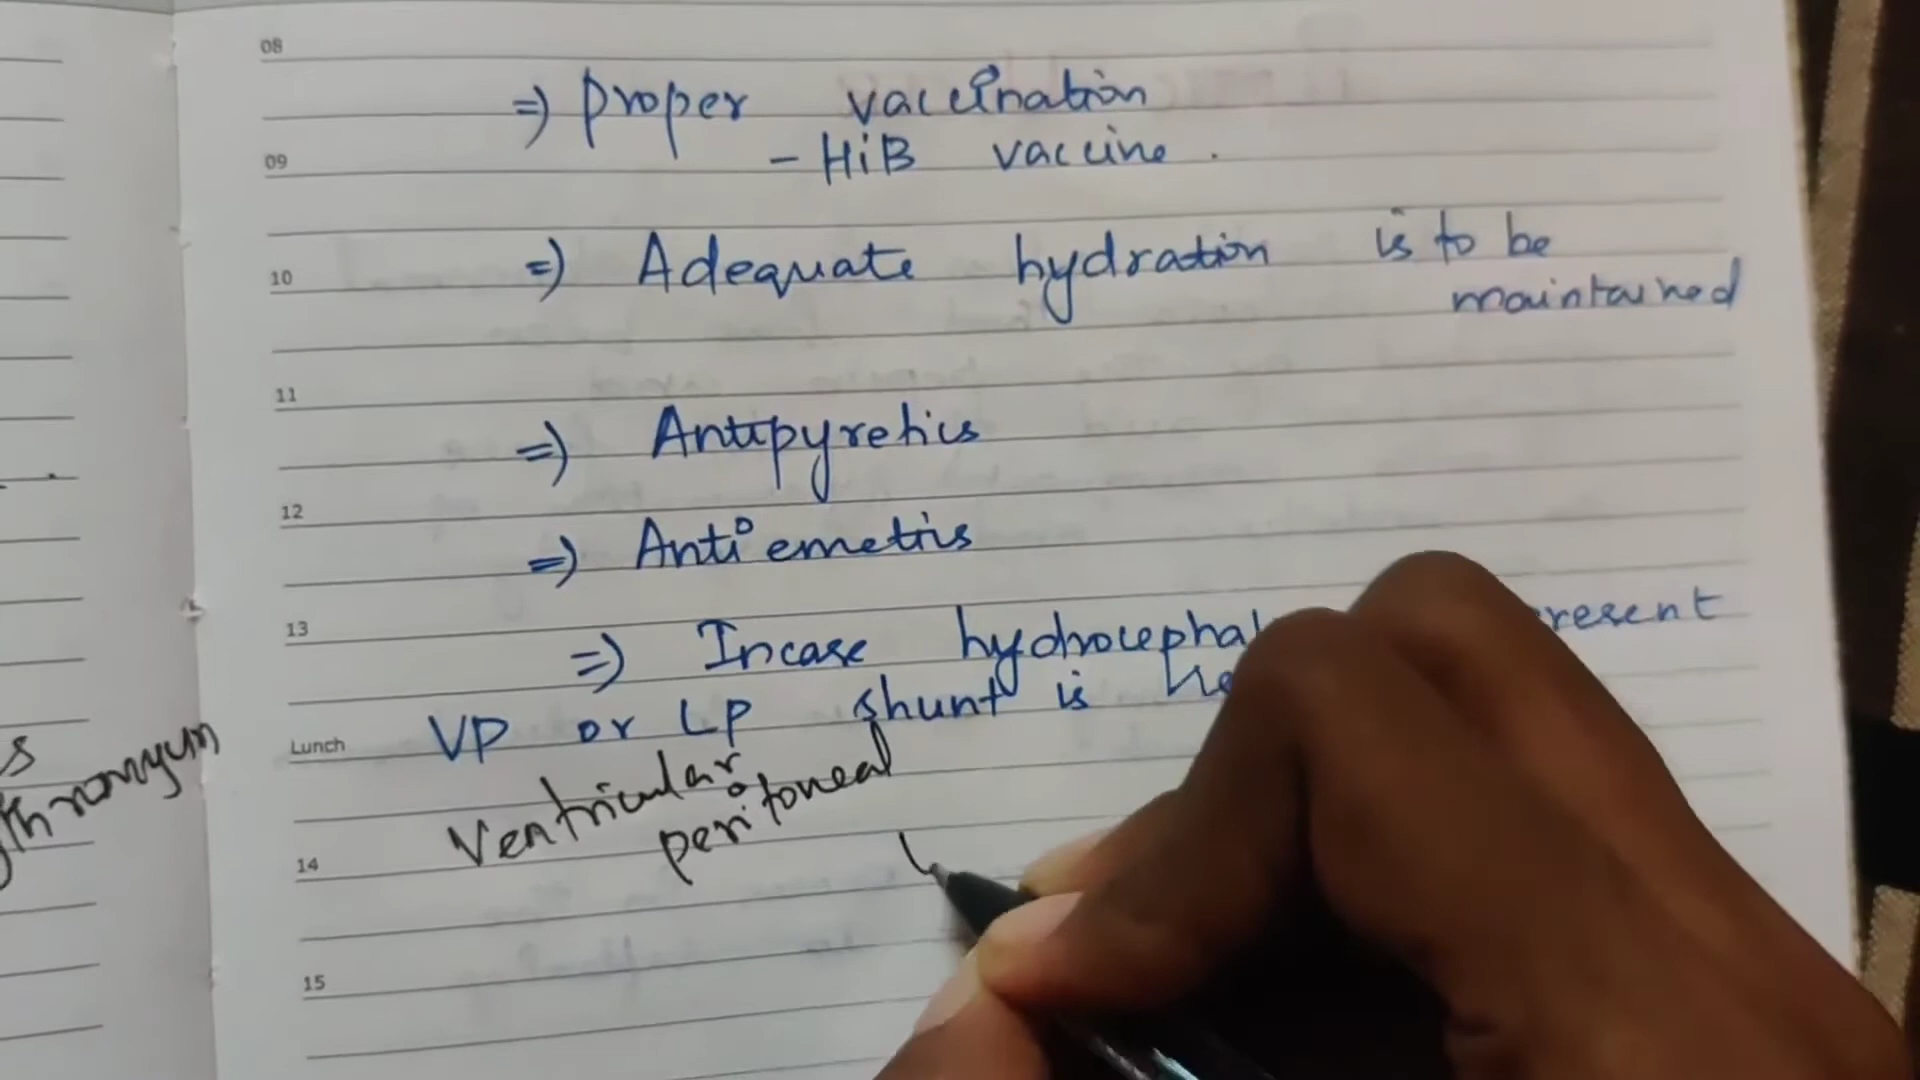 08
=) Proper vaccination
09
- HiB vaccine .
=) Adequate hydration is to be
10
maintained
11
=) Antipyretics
12
=) Antiemetics
13
=) Incase present
VP or LP shunt is
Lunch
Ventricular
peritoneal
14
15
s